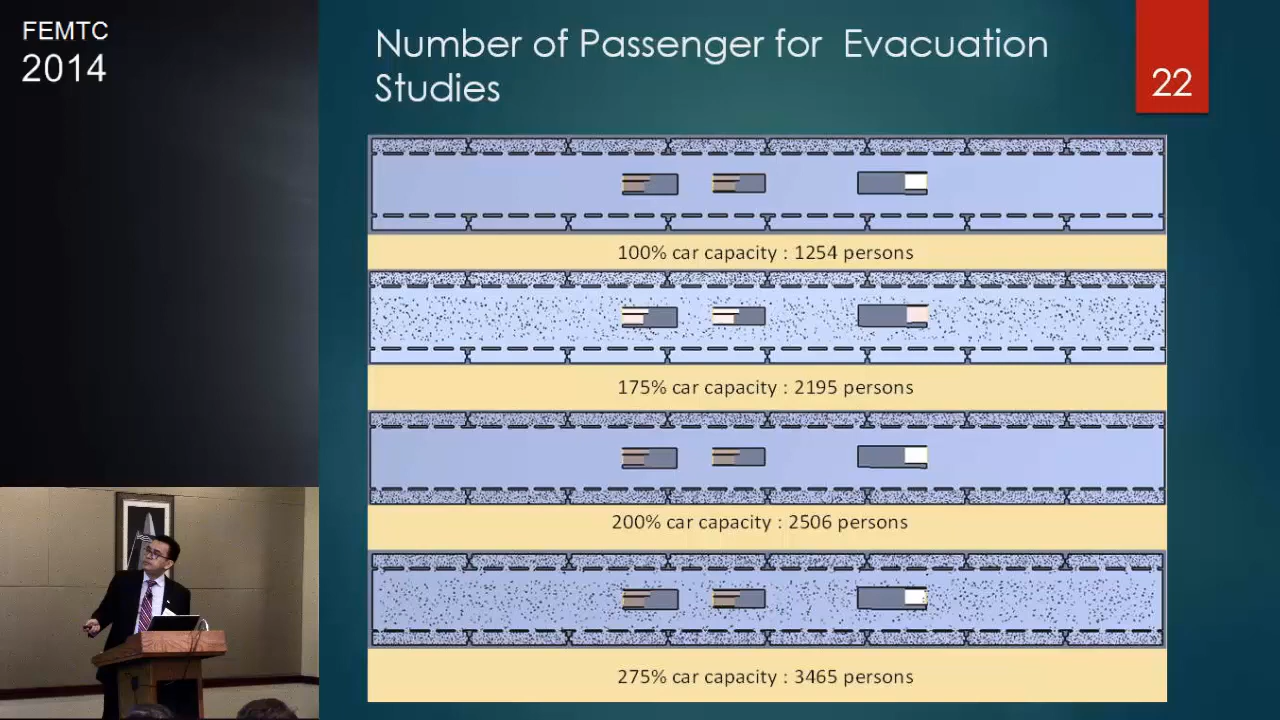 FEMTC
2014
Number of Passenger for Evacuation
Studies
22
100% car capacity : 1254 persons
175% car capacity : 2195 persons
200% car capacity : 2506 persons
275% car capacity : 3465 persons